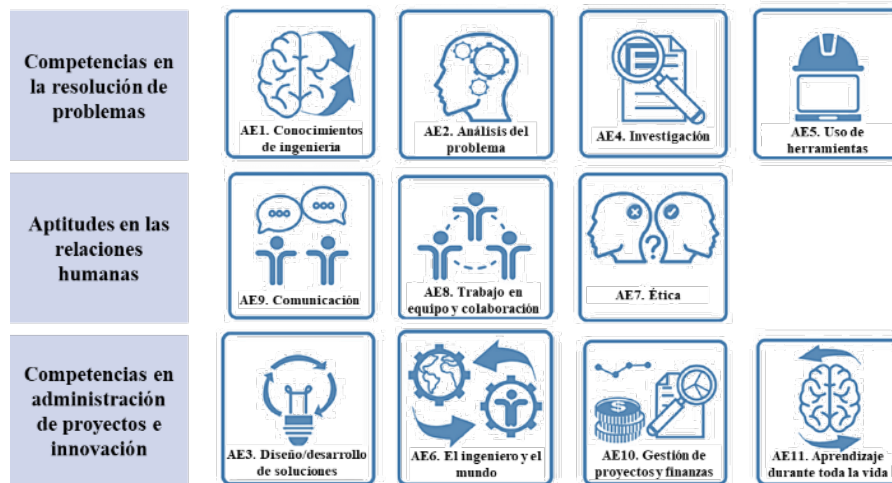 Competencias en
la resolución de
problemas
AE1. Conocimientos
de ingeniería
AE2. Análisis del
problema
AE4. Investigación
AE5. Uso de
herramientas
Aptitudes en las
relaciones
humanas
AE9. Comunicación
AE8. Trabajo en
equipo y colaboración
AE7. Ética
Competencias en
administración
de proyectos e
innovación
AE3. Diseño/desarrollo
de soluciones
AE6. El ingeniero y el
mundo
$
AE10. Gestión de
proyectos y finanzas
AE11. Aprendizaje
durante toda la vida